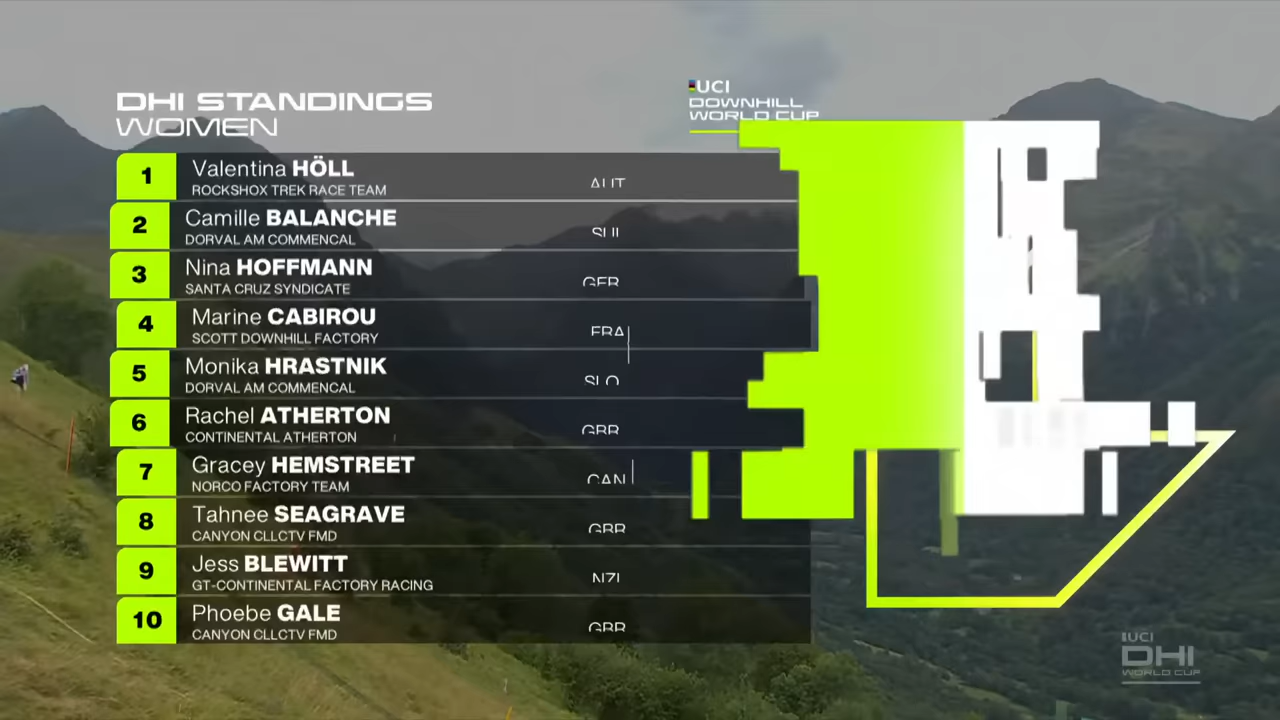 DHI STANDINGS
WOMEN
UCI
DOWNHILL
WORLD CUP
1 Valentina HÖLL AUT
ROCKSHOX TREK RACE TEAM
2 Camille BALANCHE SUI
DORVAL AM COMMENCAL
3 Nina HOFFMANN GER
SANTA CRUZ SYNDICATE
4 Marine CABIROU FRA
SCOTT DOWNHILL FACTORY
5 Monika HRASTNIK SLO
DORVAL AM COMMENCAL
6 Rachel ATHERTON GBR
CONTINENTAL ATHERTON
7 Gracey HEMSTREET CAN
NORCO FACTORY TEAM
8 Tahnee SEAGRAVE GBR
CANYON CLLCTV FMD
9 Jess BLEWITT NZL
GT-CONTINENTAL FACTORY RACING
10 Phoebe GALE GBR
CANYON CLLCTV FMD
UCI
DHI
WORLD CUP